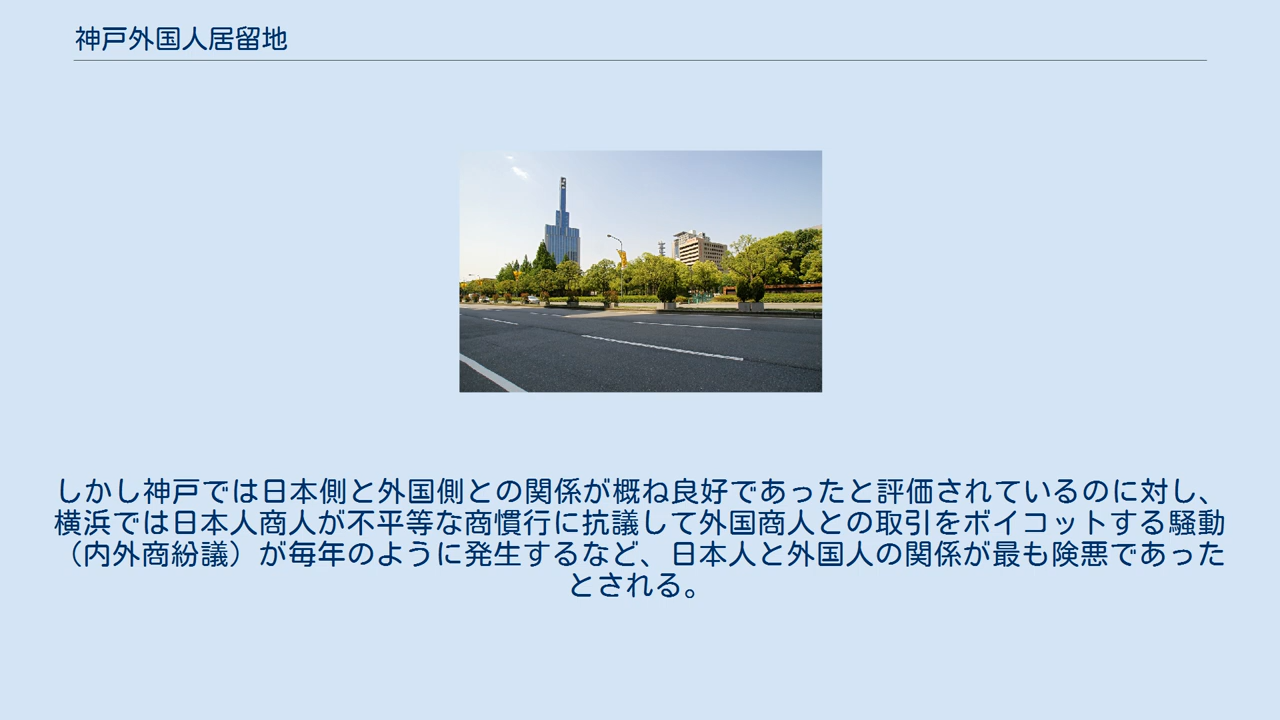 神戸外国人居留地
しかし神戸では日本側と外国側との関係が概ね良好であったと評価されているのに対し、
横浜では日本人商人が不平等な商慣行に抗議して外国商人との取引をボイコットする騒動
（内外商紛議）が毎年のように発生するなど、日本人と外国人の関係が最も険悪であった
とされる。